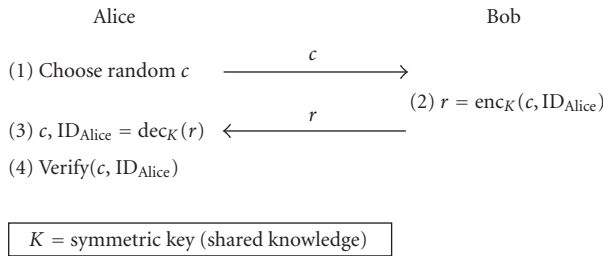 Alice Bob
(1) Choose random c
c
(2) r = enc_K(c, ID_Alice)
(3) c, ID_Alice = dec_K(r)
r
(4) Verify(c, ID_Alice)
K = symmetric key (shared knowledge)